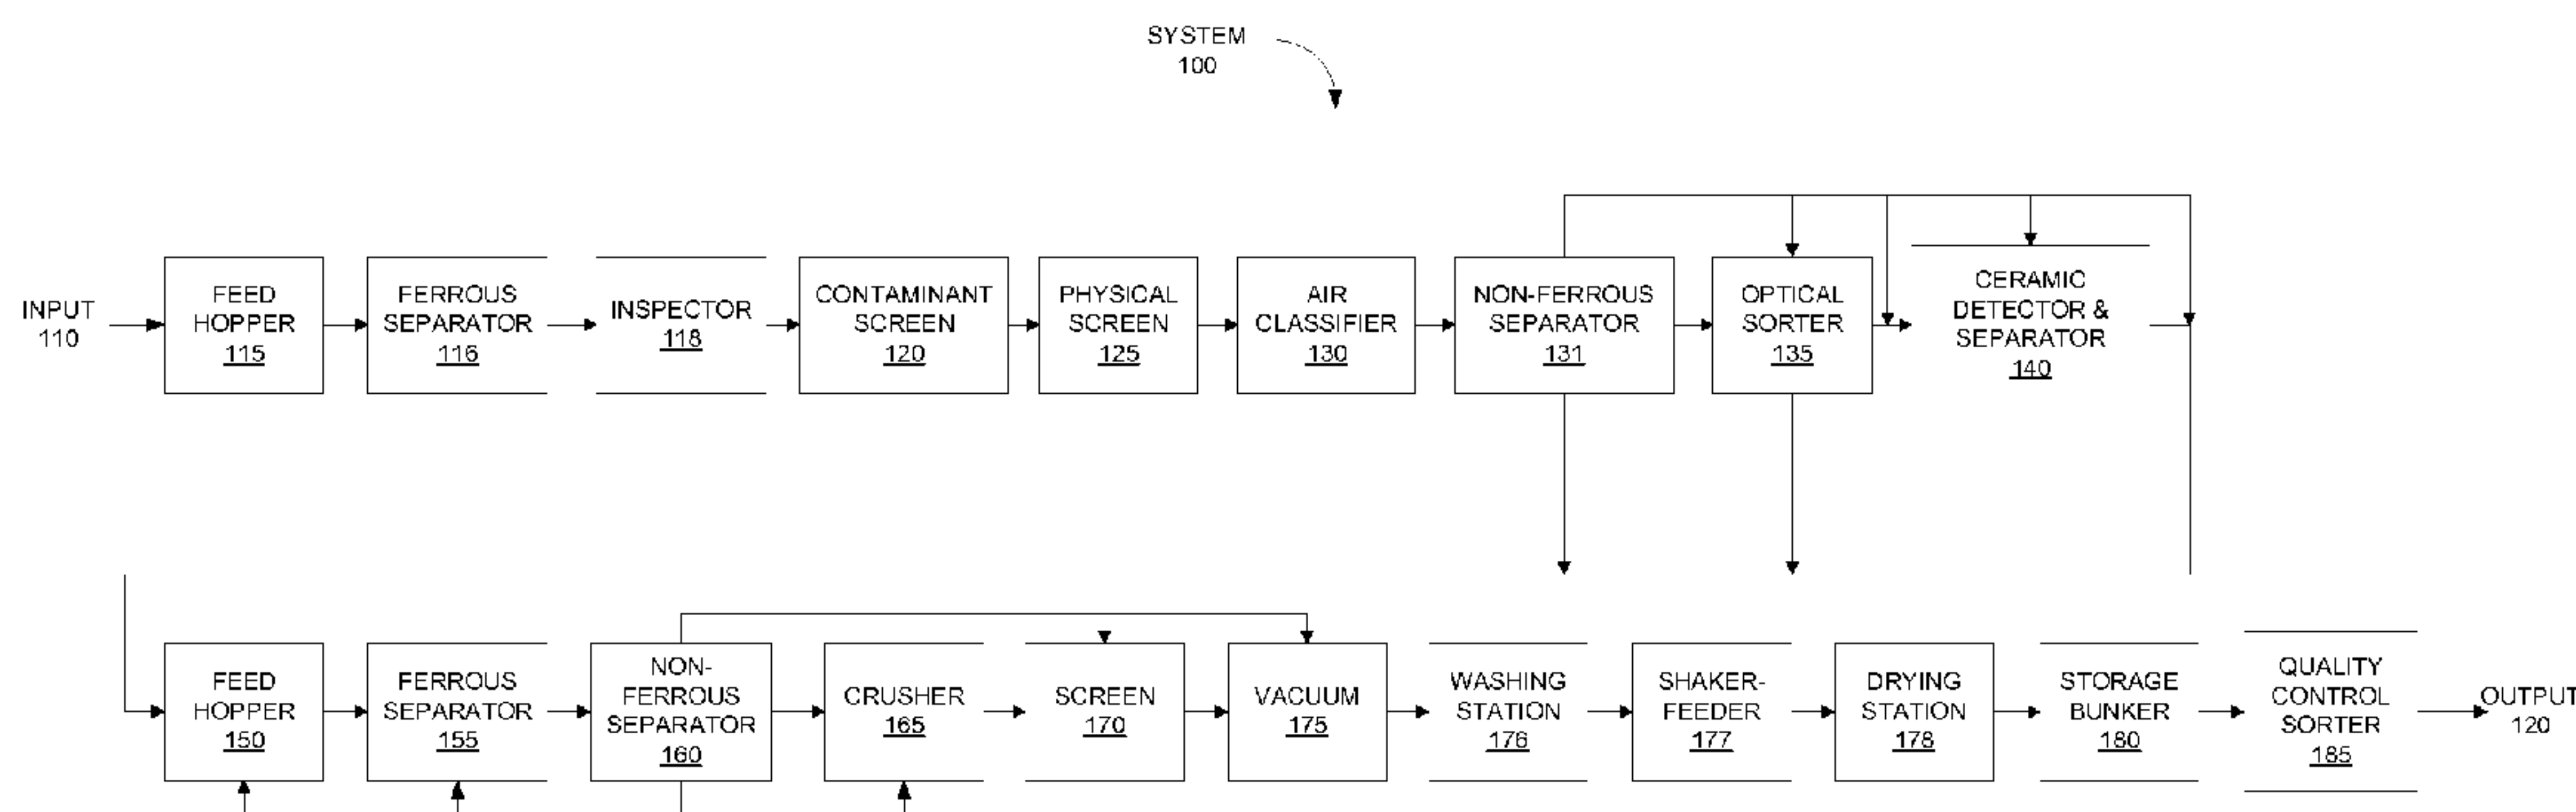 SYSTEM
100
INPUT
110
FEED
HOPPER
115
FERROUS
SEPARATOR
116
INSPECTOR
118
CONTAMINANT
SCREEN
120
PHYSICAL
SCREEN
125
AIR
CLASSIFIER
130
NON-FERROUS
SEPARATOR
131
OPTICAL
SORTER
135
CERAMIC
DETECTOR &
SEPARATOR
140
FEED
HOPPER
150
FERROUS
SEPARATOR
155
NON-
FERROUS
SEPARATOR
160
CRUSHER
165
SCREEN
170
VACUUM
175
WASHING
STATION
176
SHAKER-
FEEDER
177
DRYING
STATION
178
STORAGE
BUNKER
180
QUALITY
CONTROL
SORTER
185
OUTPUT
120